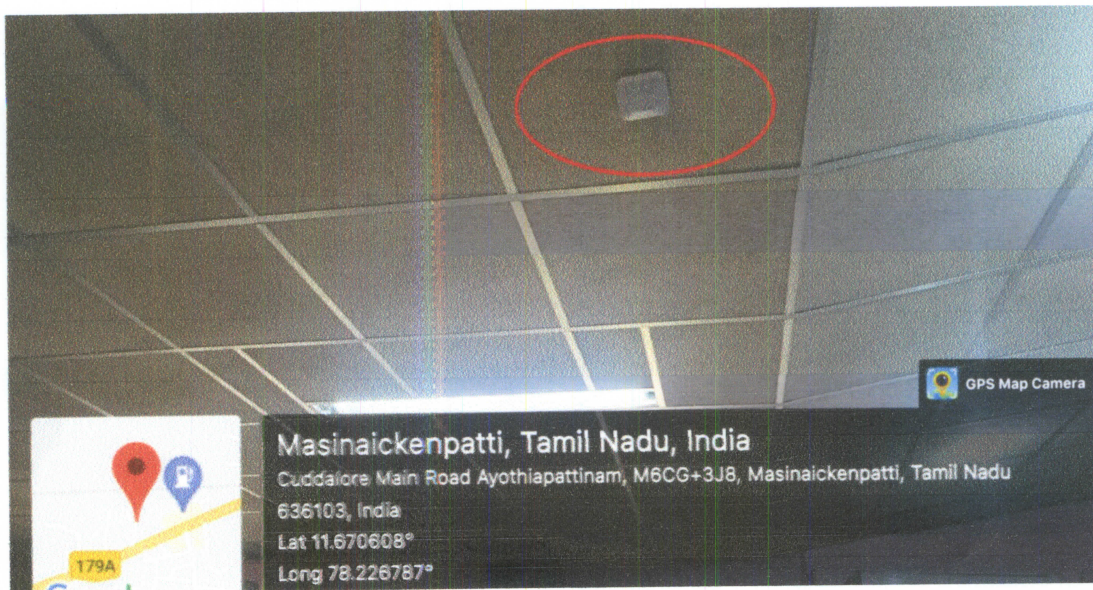 GPS Map Camera
Masinaickenpatti, Tamil Nadu, India
Cuddalore Main Road Ayothiapattinam, M6CG+3J8, Masinaickenpatti, Tamil Nadu
636103, India
Lat 11.670608°
Long 78.226787°
179A